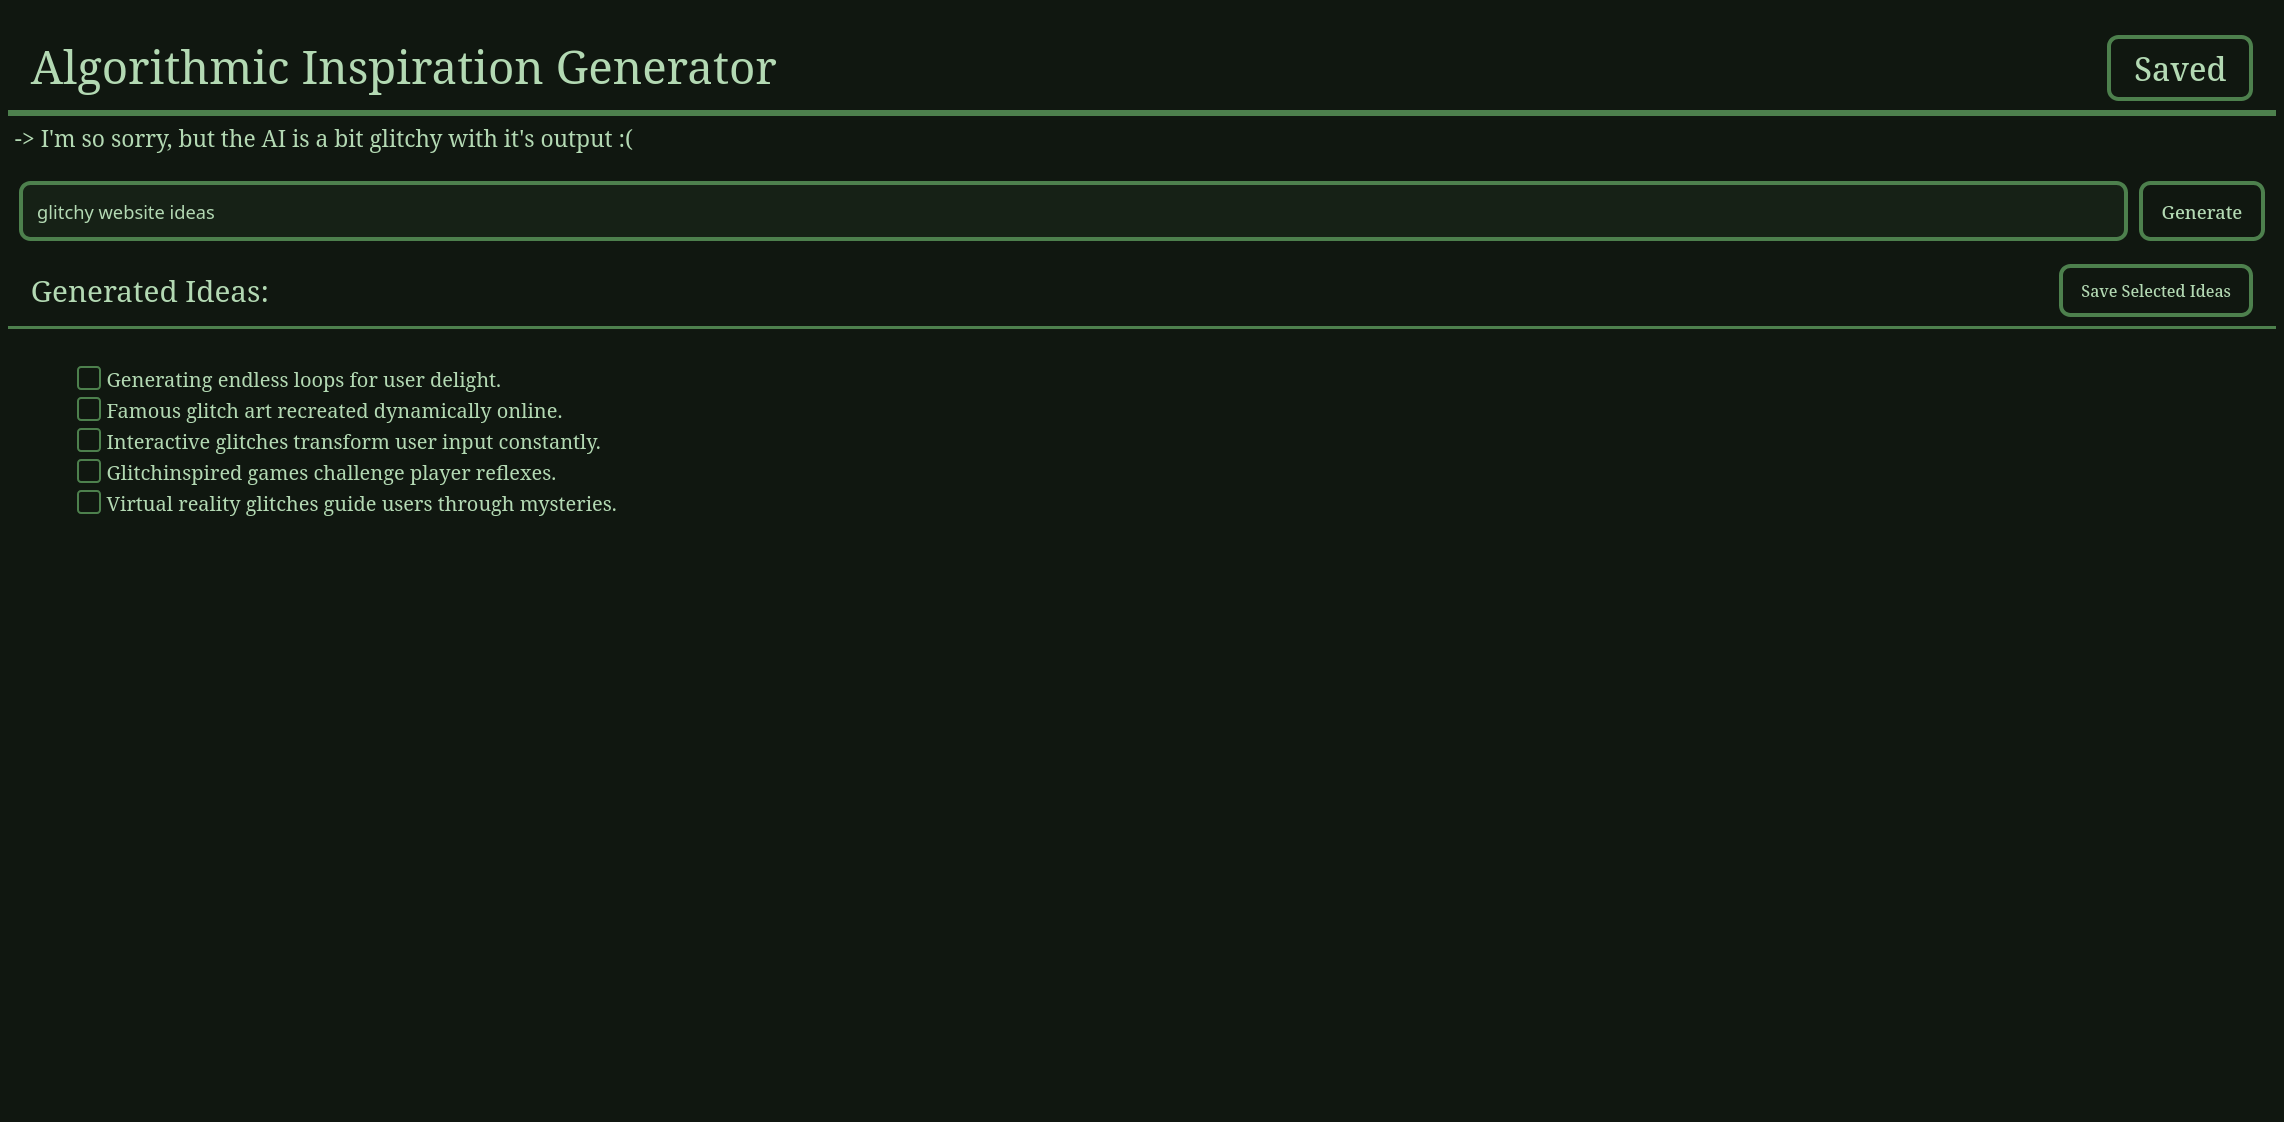 Algorithmic Inspiration Generator
Saved
-> I'm so sorry, but the AI is a bit glitchy with it's output :(
glitchy website ideas
Generate
Generated Ideas:
Save Selected Ideas
Generating endless loops for user delight.
Famous glitch art recreated dynamically online.
Interactive glitches transform user input constantly.
Glitchinspired games challenge player reflexes.
Virtual reality glitches guide users through mysteries.